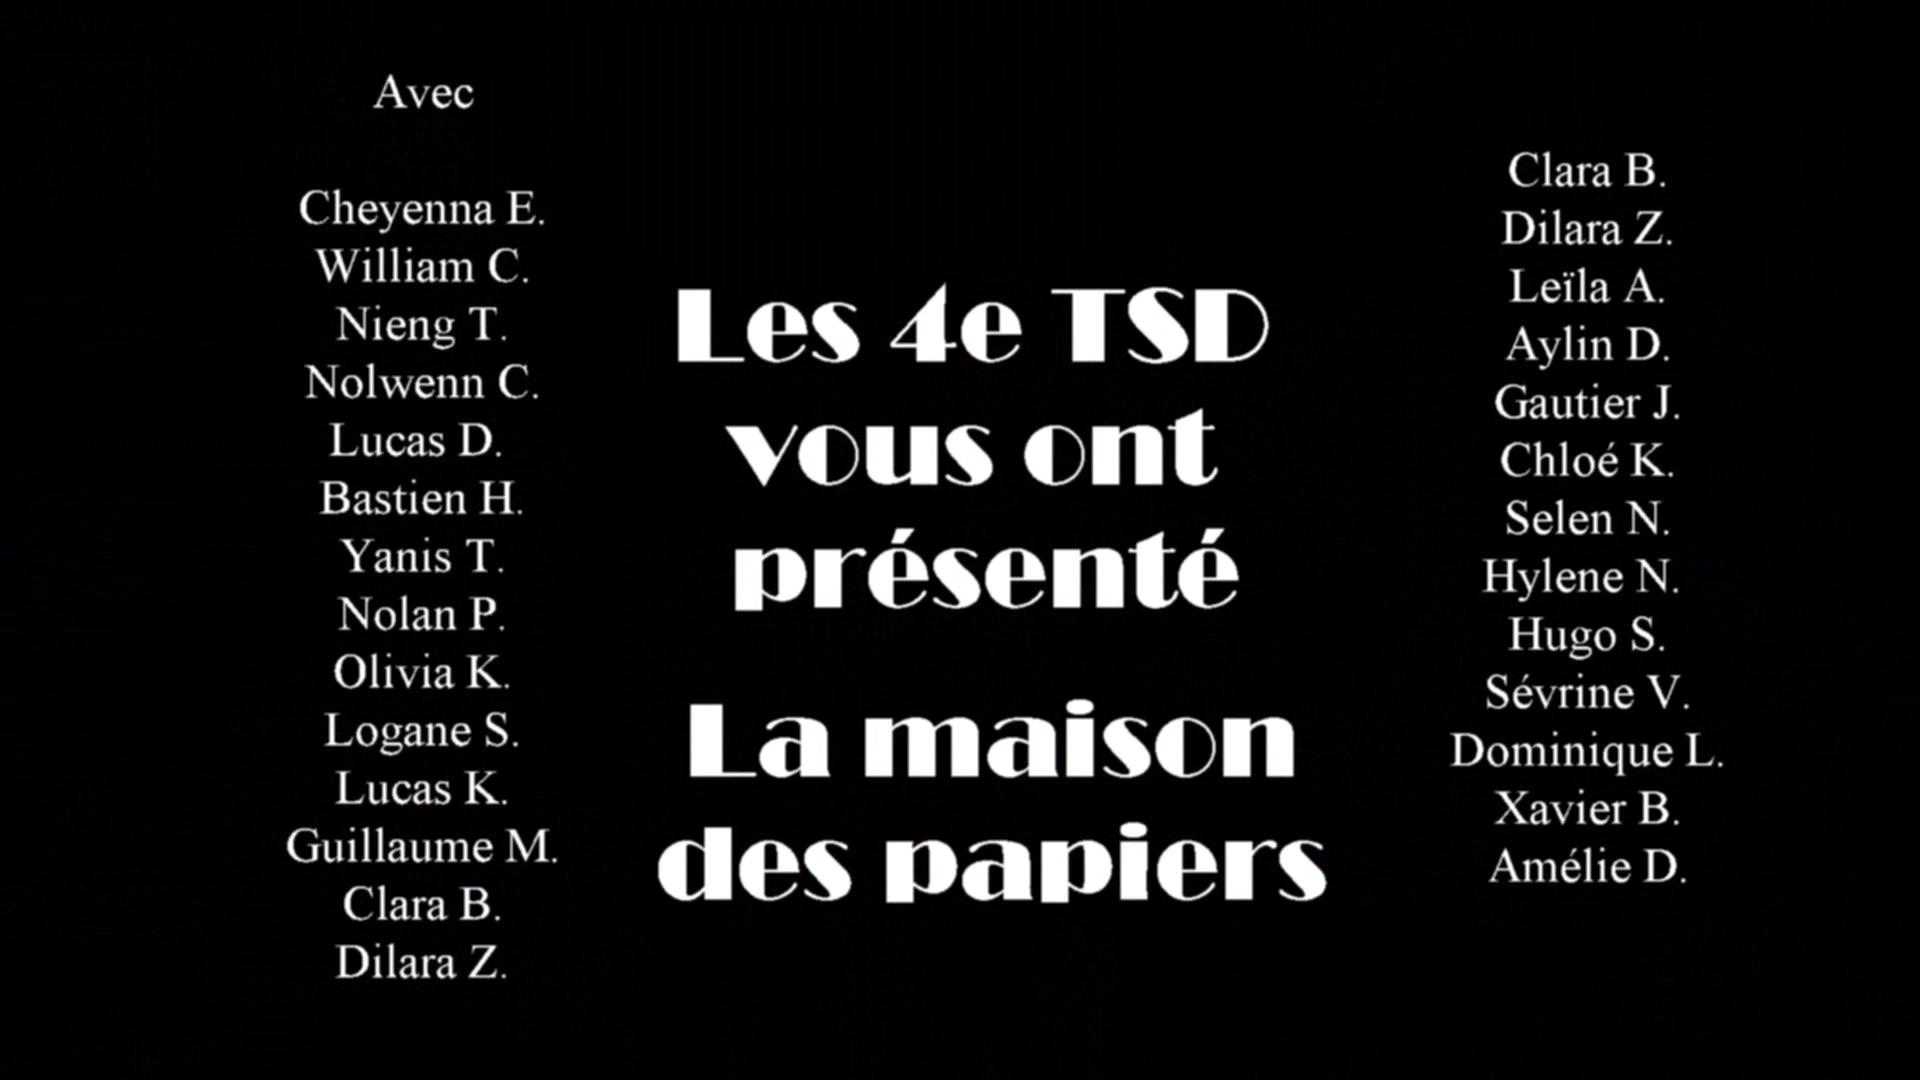 Avec
Cheyenna E.
William C.
Nieng T.
Nolwenn C.
Lucas D.
Bastien H.
Yanis T.
Nolan P.
Olivia K.
Logane S.
Lucas K.
Guillaume M.
Clara B.
Dilara Z.
Les 4e TSD
vous ont
présenté
La maison
des papiers
Clara B.
Dilara Z.
Leïla A.
Aylin D.
Gautier J.
Chloé K.
Selen N.
Hylene N.
Hugo S.
Sévrine V.
Dominique L.
Xavier B.
Amélie D.